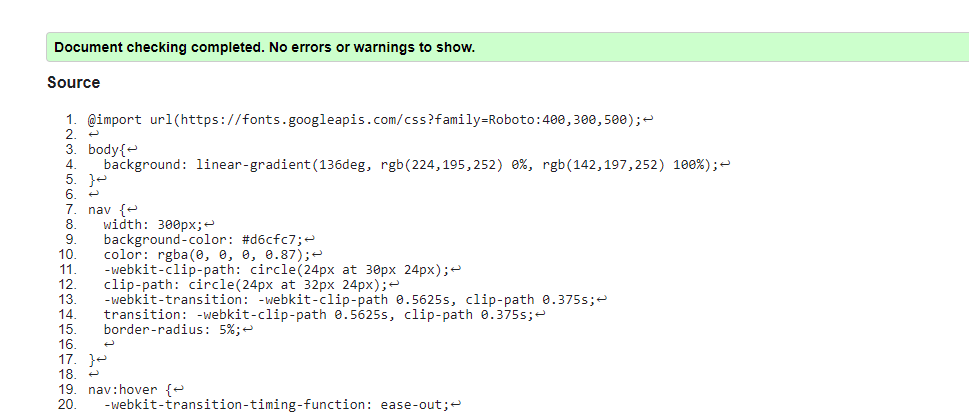 Document checking completed. No errors or warnings to show.
Source
1. @import url(https://fonts.googleapis.com/css?family=Roboto:400,300,500);↩
2. ↩
3. body{↩
4. background: linear-gradient(136deg, rgb(224,195,252) 0%, rgb(142,197,252) 100%);↩
5. }↩
6. ↩
7. nav {↩
8. width: 300px;↩
9. background-color: #d6cfc7;↩
10. color: rgba(0, 0, 0, 0.87);↩
11. -webkit-clip-path: circle(24px at 30px 24px);↩
12. clip-path: circle(24px at 32px 24px);↩
13. -webkit-transition: -webkit-clip-path 0.5625s, clip-path 0.375s;↩
14. transition: -webkit-clip-path 0.5625s, clip-path 0.375s;↩
15. border-radius: 5%;↩
16. ↩
17. }↩
18. ↩
19. nav:hover {↩
20. -webkit-transition-timing-function: ease-out;↩